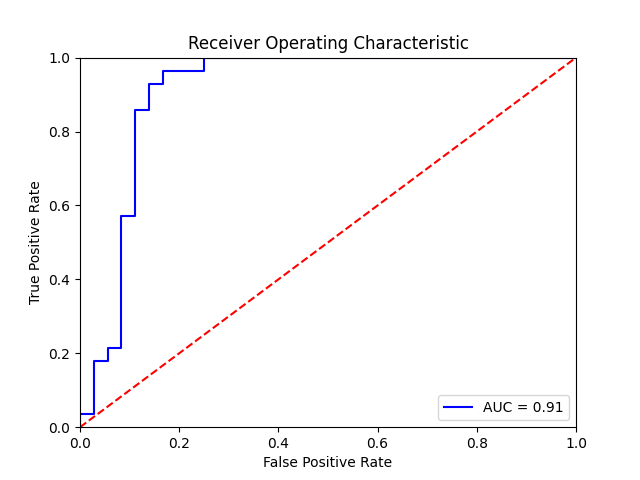 Receiver Operating Characteristic
1.0
0.8
0.6
0.4
0.2
0.0
True Positive Rate
AUC = 0.91
0.0 0.2 0.4 0.6 0.8 1.0
False Positive Rate